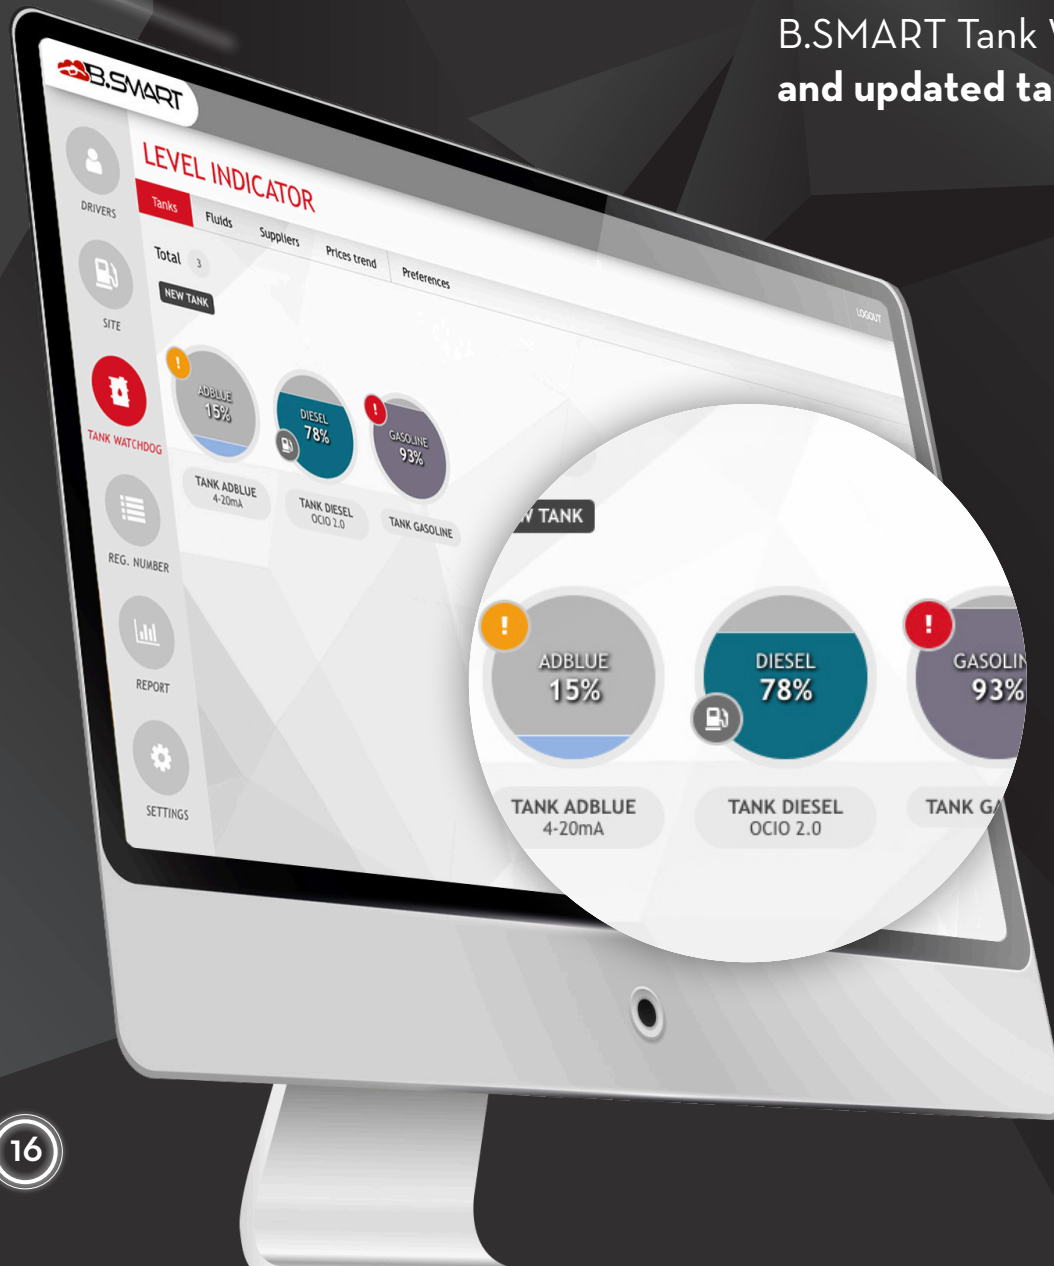 B.SMART Tank
and updated ta
B.SMART
LOGOUT
LEVEL INDICATOR
Tanks Fluids Suppliers Prices trend Preferences
Total 3
NEW TANK
DRIVERS
SITE
TANK WATCHDOG
REG. NUMBER
REPORT
SETTINGS
!
ADBLUE
15%
TANK ADBLUE
4-20mA
DIESEL
78%
TANK DIESEL
OCIO 2.0
!
GASOLINE
93%
TANK GASOLINE
W TANK
!
ADBLUE
15%
TANK ADBLUE
4-20mA
DIESEL
78%
TANK DIESEL
OCIO 2.0
!
GASOLIN
93%
TANK GA
16